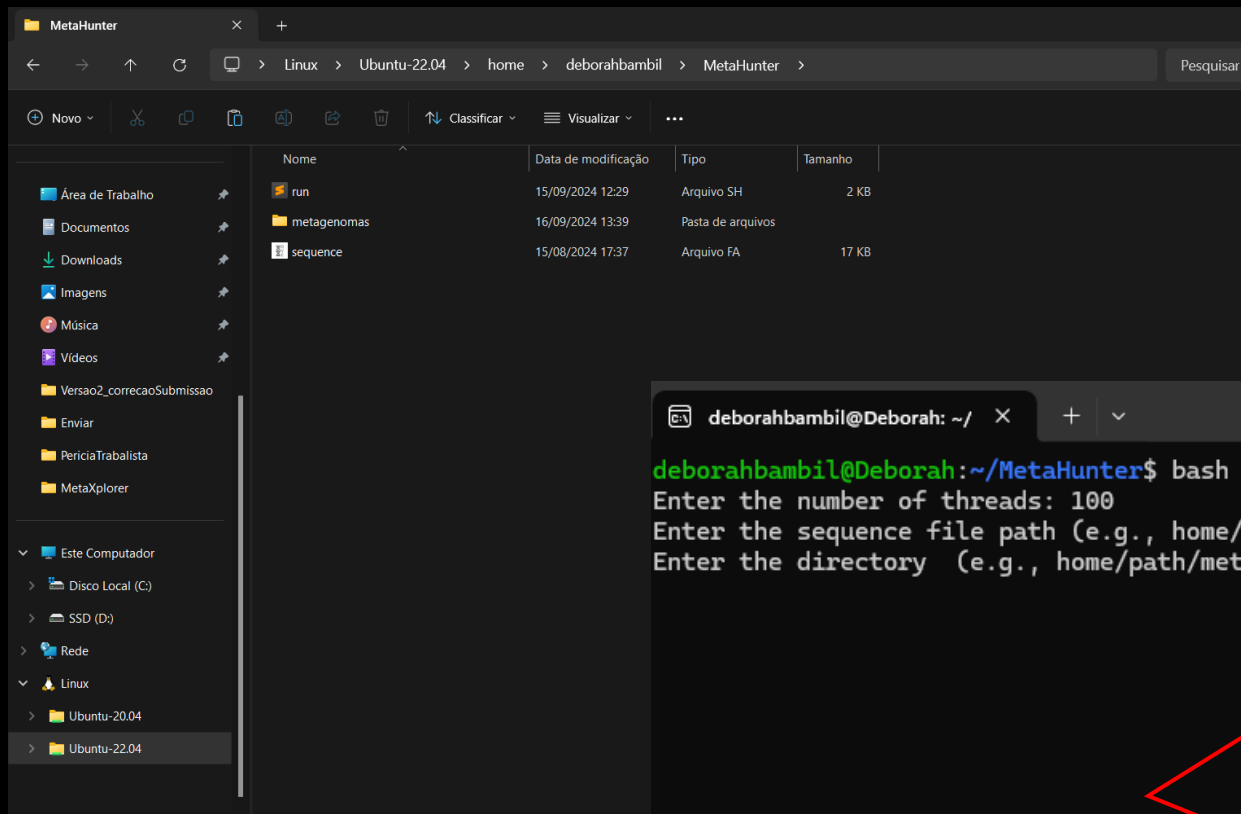 MetaHunter
Linux > Ubuntu-22.04 > home > deborahbambil > MetaHunter >
Pesquisar
Novo
Classificar
Visualizar
Nome
Data de modificação
Tipo
Tamanho
run 15/09/2024 12:29 Arquivo SH 2 KB
metagenomas 16/09/2024 13:39 Pasta de arquivos
sequence 15/08/2024 17:37 Arquivo FA 17 KB
Área de Trabalho
Documentos
Downloads
Imagens
Música
Vídeos
Versao2_correcaoSubmissao
Enviar
PericiaTrabalista
MetaXplorer
Este Computador
Disco Local (C:)
SSD (D:)
Rede
Linux
Ubuntu-20.04
Ubuntu-22.04
deborahbambil@Deborah: ~/
deborahbambil@Deborah:~/MetaHunter$ bash
Enter the number of threads: 100
Enter the sequence file path (e.g., home/
Enter the directory  (e.g., home/path/met